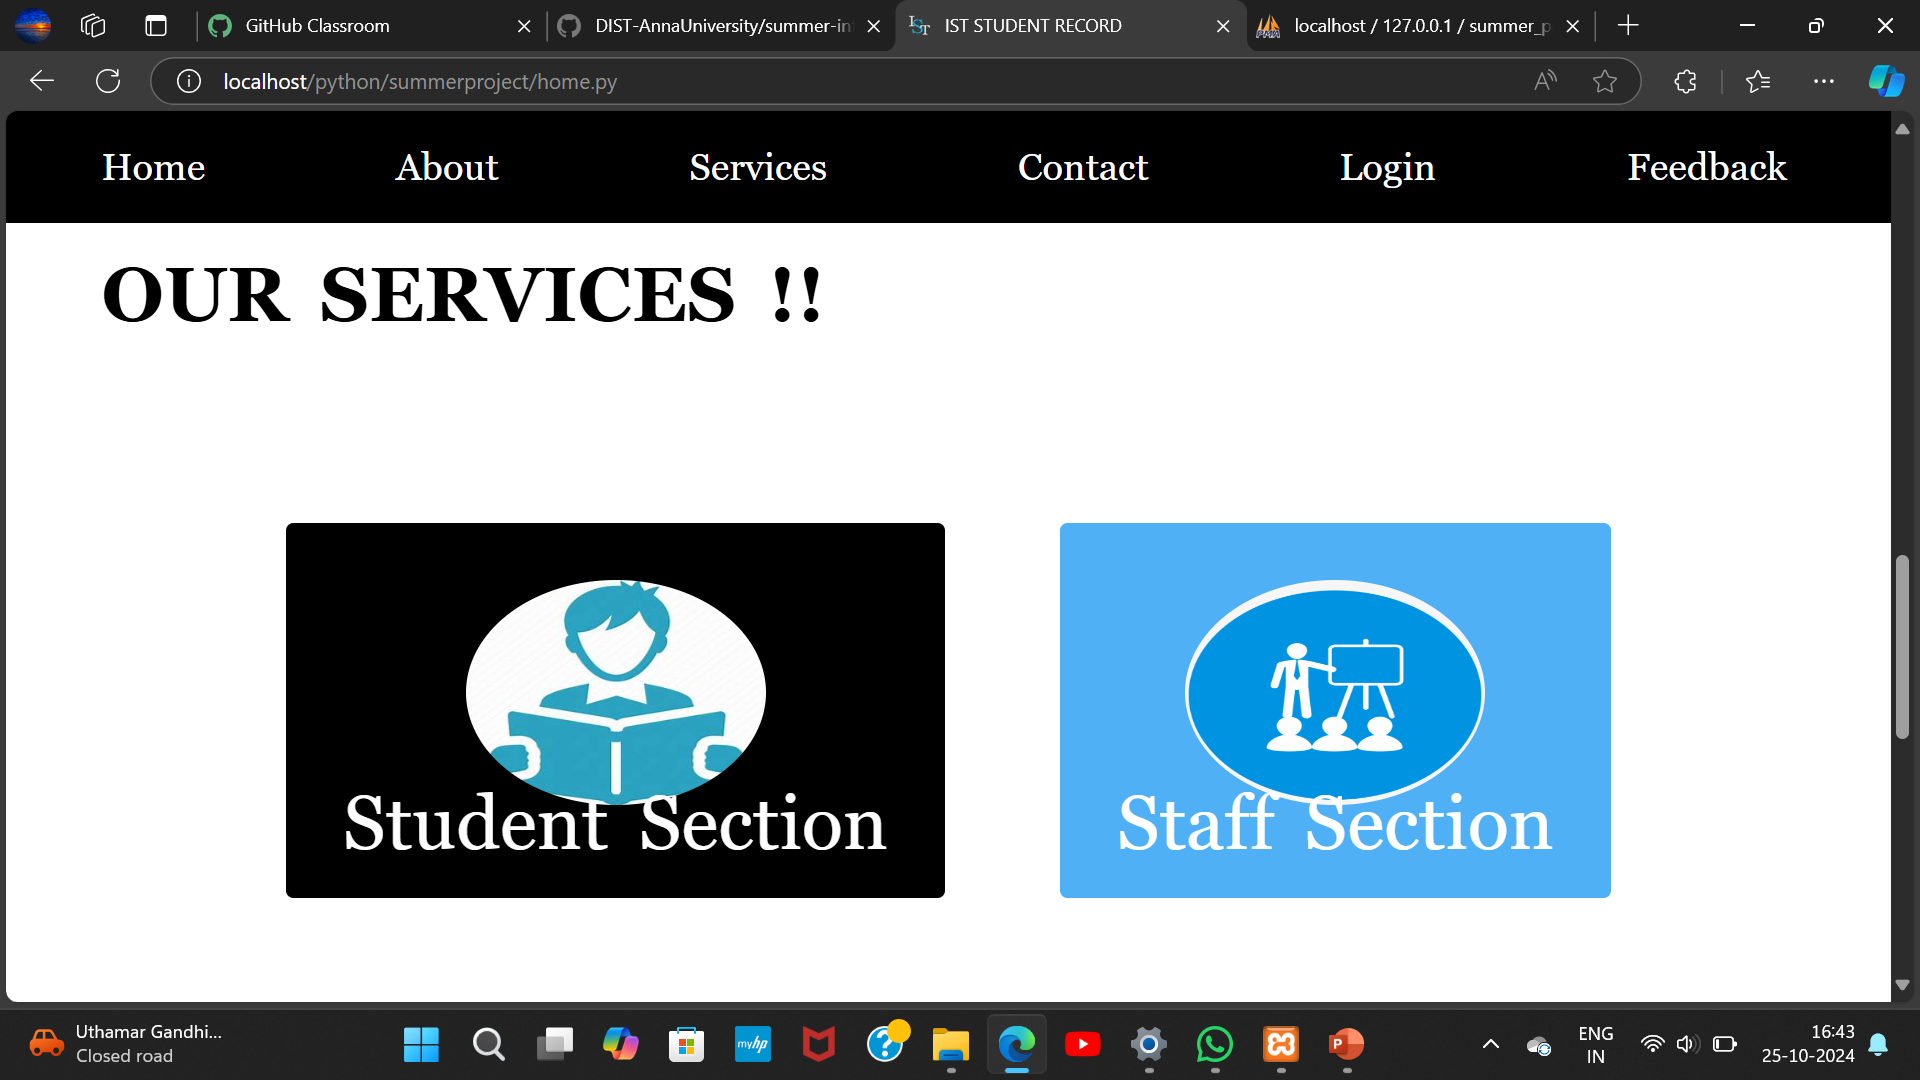 GitHub Classroom
DIST-AnnaUniversity/summer-in
IST STUDENT RECORD
localhost / 127.0.0.1 / summer_p
localhost/python/summerproject/home.py
Home About Services Contact Login Feedback
OUR SERVICES !!
Student Section
Staff Section
Uthamar Gandhi...
Closed road
myhp
ENG
IN
16:43
25-10-2024